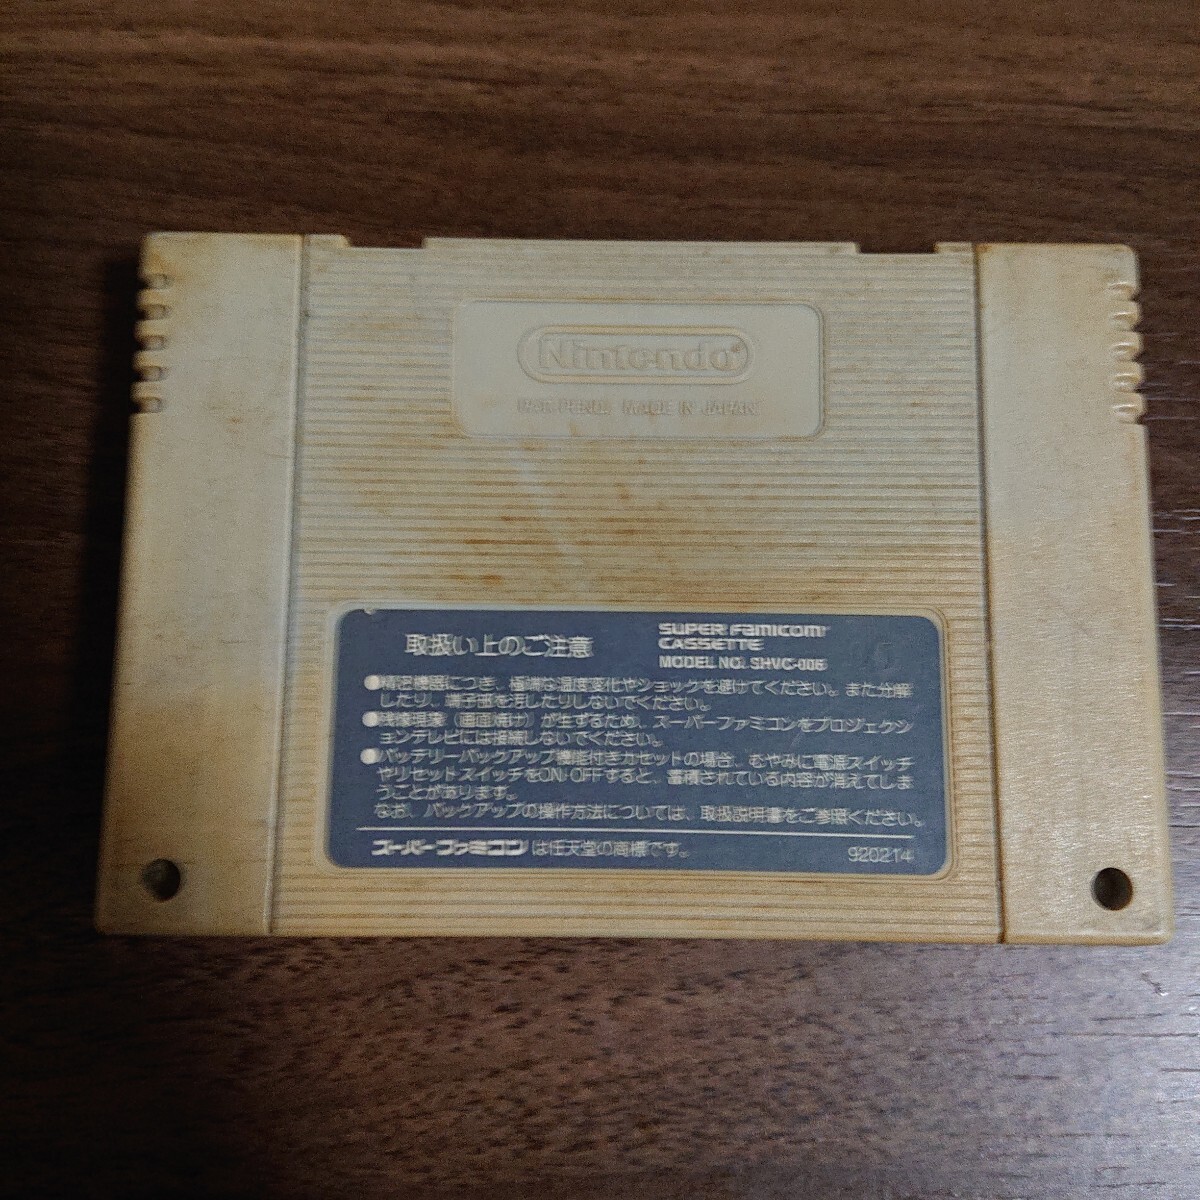 Nintendo
PAT. PEND. MADE IN JAPAN
取扱い上のご注意
SUPER FAMICOM
CASSETTE
MODEL NO. SHVC-006
●精密機器につき、極端な温度変化やショックを避けてください。また分解
したり、端子部を汚したりしないでください。
●残像現象（画面焼け）が生ずるため、スーパーファミコンをプロジェクシ
ョンテレビには接続しないでください。
●バッテリーバックアップ機能付きカセットの場合、むやみに電源スイッチ
やリセットスイッチをON・OFFすると、蓄積されている内容が消えてしま
うことがあります。
なお、バックアップの操作方法については、取扱説明書をご参照ください。
スーパーファミコンは任天堂の商標です。
920214